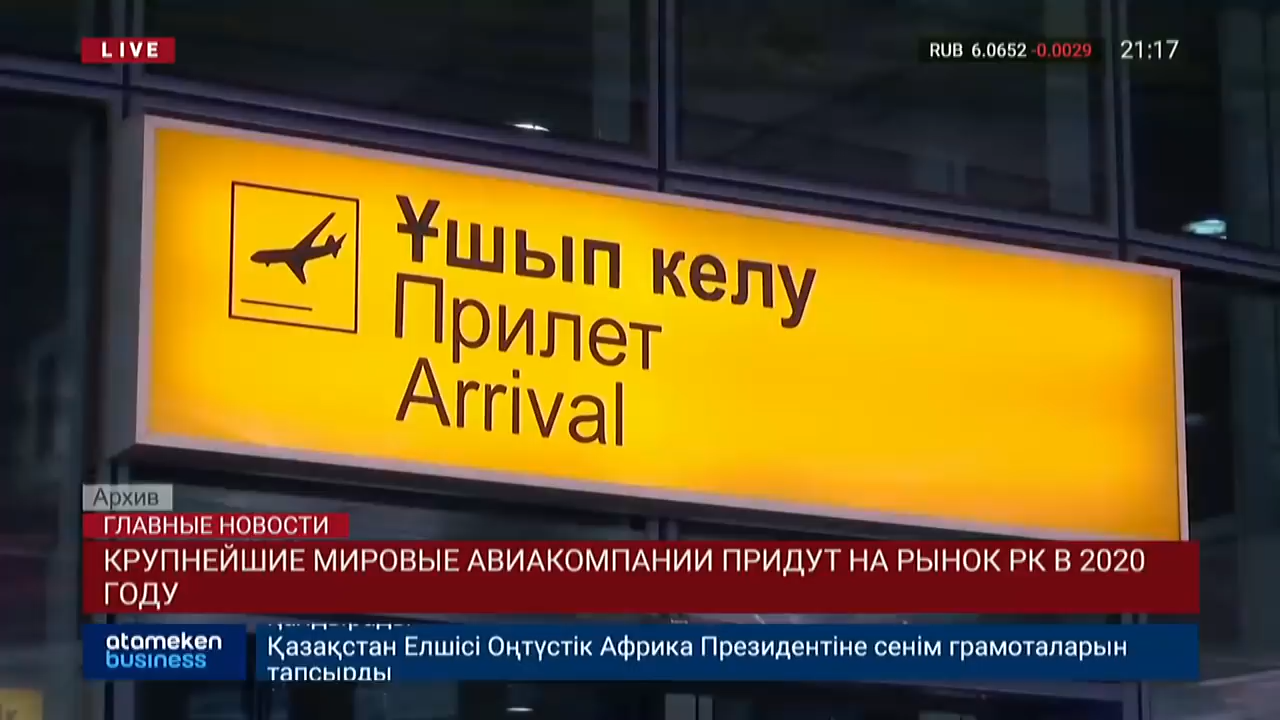 LIVE
RUB 6.0652 -0.0029 21:17
Ұшып келу
Прилет
Arrival
Архив
ГЛАВНЫЕ НОВОСТИ
КРУПНЕЙШИЕ МИРОВЫЕ АВИАКОМПАНИИ ПРИДУТ НА РЫНОК РК В 2020
ГОДУ
atameken
business
Қазақстан Елшісі Оңтүстік Африка Президентіне сенім грамоталарын
тапсырды